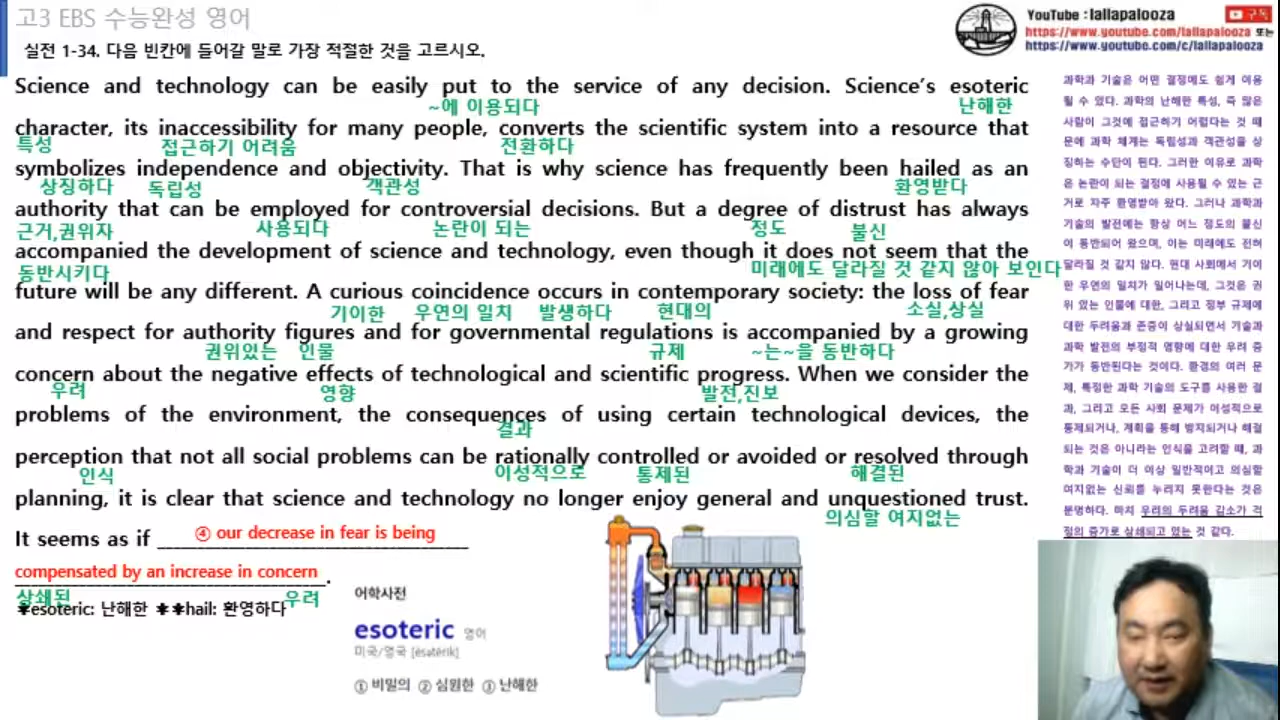 고3 EBS 수능완성 영어
YouTube : lallapalooza
구독
https://www.youtube.com/lallapalooza 또는
https://www.youtube.com/c/lallapalooza
실전 1-34. 다음 빈칸에 들어갈 말로 가장 적절한 것을 고르시오.
Science and technology can be easily put to the service of any decision. Science's esoteric
~에 이용되다 난해한
character, its inaccessibility for many people, converts the scientific system into a resource that
특성 접근하기 어려움 전환하다
symbolizes independence and objectivity. That is why science has frequently been hailed as an
상징하다 독립성 객관성 환영받다
authority that can be employed for controversial decisions. But a degree of distrust has always
근거,권위자 사용되다 논란이 되는 정도 불신
accompanied the development of science and technology, even though it does not seem that the
동반시키다 미래에도 달라질 것 같지 않아 보인다
future will be any different. A curious coincidence occurs in contemporary society: the loss of fear
기이한 우연의 일치 발생하다 현대의 소실,상실
and respect for authority figures and for governmental regulations is accompanied by a growing
권위있는 인물 규제 ~는~을 동반하다
concern about the negative effects of technological and scientific progress. When we consider the
우려 영향 발전,진보
problems of the environment, the consequences of using certain technological devices, the
결과
perception that not all social problems can be rationally controlled or avoided or resolved through
인식 이성적으로 통제된 해결된
planning, it is clear that science and technology no longer enjoy general and unquestioned trust.
의심할 여지없는
It seems as if ④ our decrease in fear is being
compensated by an increase in concern.
상쇄된 우려
esoteric: 난해한 hail: 환영하다
어학사전
esoteric 영어
미국/영국 [èsətérik]
① 비밀의 ② 심원한 ③ 난해한
과학과 기술은 어떤 결정에도 쉽게 이용
될 수 있다. 과학의 난해한 특성, 즉 많은
사람이 그것에 접근하기 어렵다는 것 때
문에 과학 체계는 독립성과 객관성을 상
징하는 수단이 된다. 그러한 이유로 과학
은 논란이 되는 결정에 사용될 수 있는 근
거로 자주 환영받아 왔다. 그러나 과학과
기술의 발전에는 항상 어느 정도의 불신
이 동반되어 왔으며, 이는 미래에도 전혀
달라질 것 같지 않다. 현대 사회에서 기이
한 우연의 일치가 일어나는데, 그것은 권
위 있는 인물에 대한, 그리고 정부 규제에
대한 두려움과 존중이 상실되면서 기술과
과학 발전의 부정적 영향에 대한 우려 증
가가 동반된다는 것이다. 환경의 여러 문
제, 특정한 과학 기술의 도구를 사용한 결
과, 그리고 모든 사회 문제가 이성적으로
통제되거나, 계획을 통해 방지되거나 해결
되는 것은 아니라는 인식을 고려할 때, 과
학과 기술이 더 이상 일반적이고 의심할
여지없는 신뢰를 누리지 못한다는 것은
분명하다. 마치 우려의 두려움 감소가 걱
정의 증가로 상쇄되고 있는 것 같다.